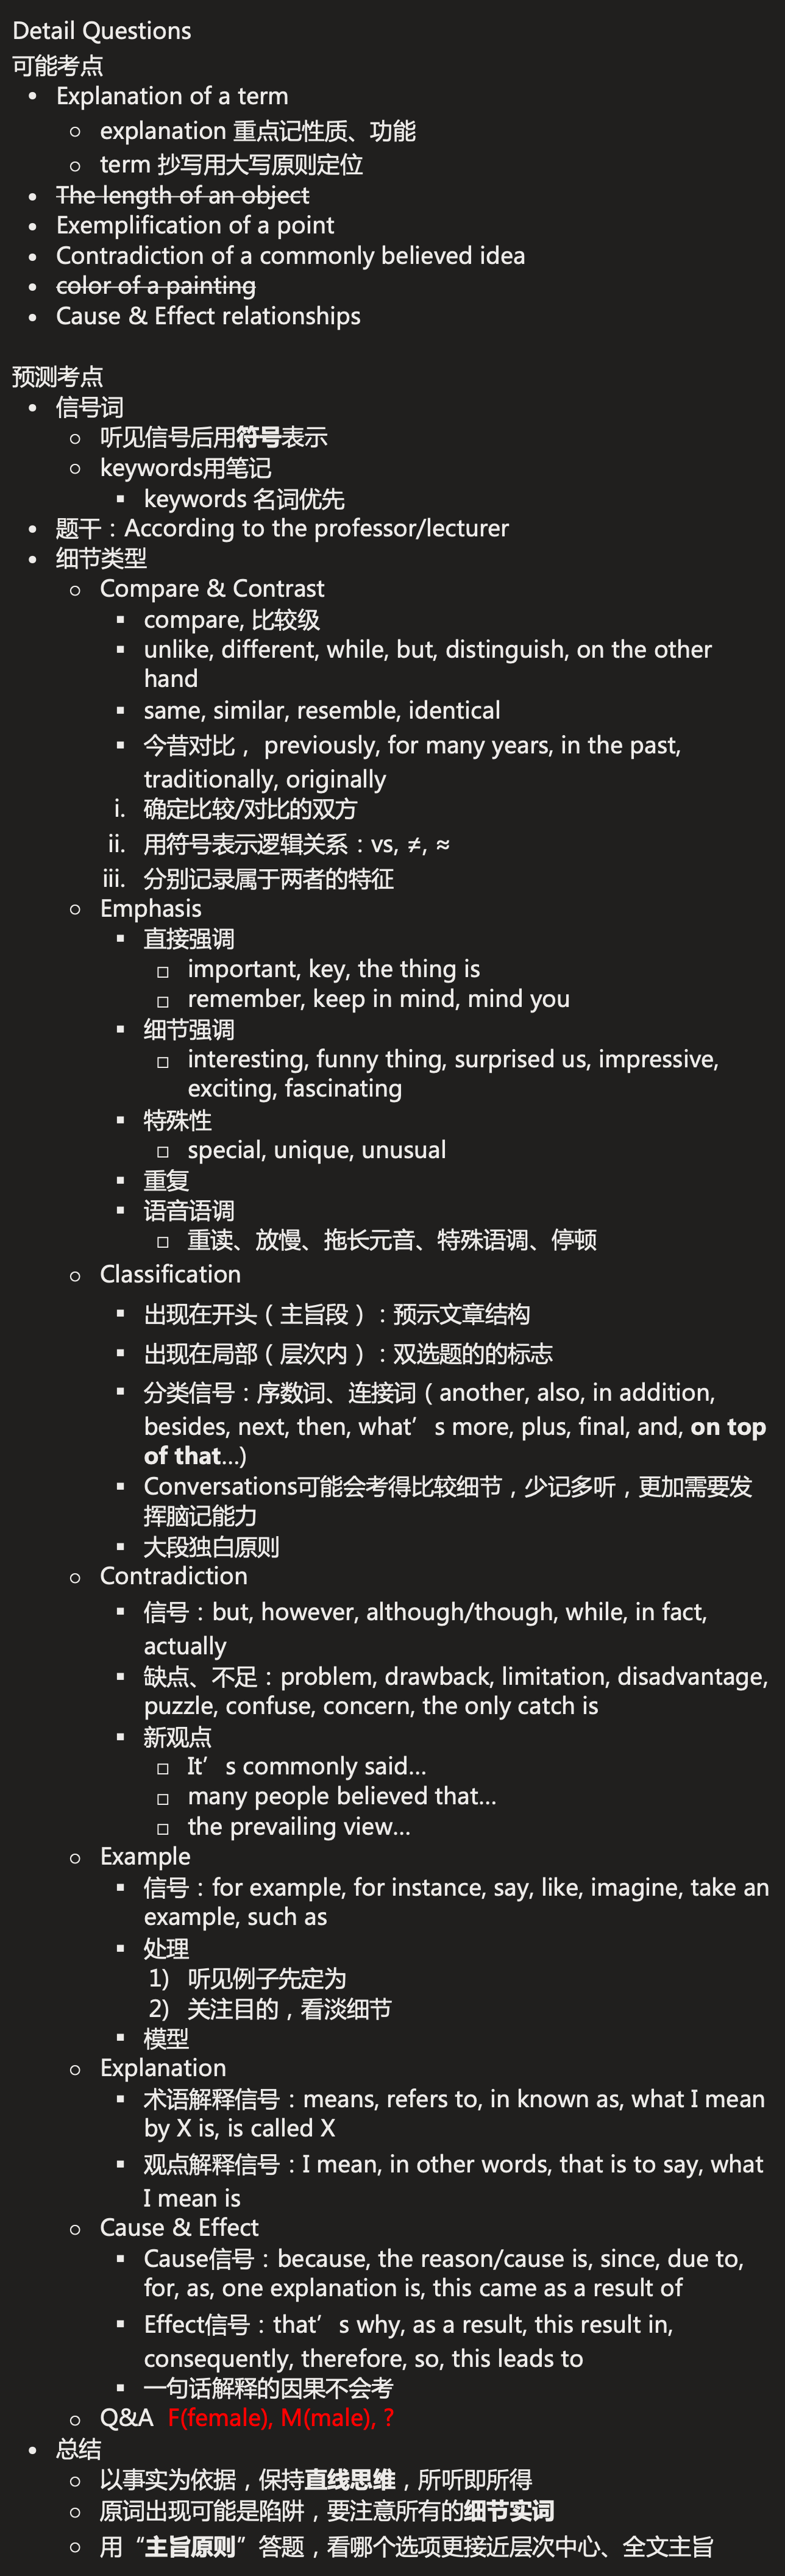 Detail Questions
可能考点
• Explanation of a term
○ explanation 重点记性质、功能
○ term 抄写用大写原则定位
• The length of an object
• Exemplification of a point
• Contradiction of a commonly believed idea
• color of a painting
• Cause & Effect relationships
预测考点
• 信号词
○ 听见信号后用符号表示
○ keywords用笔记
▪ keywords 名词优先
• 题干：According to the professor/lecturer
• 细节类型
○ Compare & Contrast
▪ compare, 比较级
▪ unlike, different, while, but, distinguish, on the other
hand
▪ same, similar, resemble, identical
▪ 今昔对比， previously, for many years, in the past,
traditionally, originally
i. 确定比较/对比的双方
ii. 用符号表示逻辑关系：vs, ≠, ≈
iii. 分别记录属于两者的特征
○ Emphasis
▪ 直接强调
□ important, key, the thing is
□ remember, keep in mind, mind you
▪ 细节强调
□ interesting, funny thing, surprised us, impressive,
exciting, fascinating
▪ 特殊性
□ special, unique, unusual
▪ 重复
▪ 语音语调
□ 重读、放慢、拖长元音、特殊语调、停顿
○ Classification
▪ 出现在开头（主旨段）：预示文章结构
▪ 出现在局部（层次内）：双选题的的标志
▪ 分类信号：序数词、连接词（another, also, in addition,
besides, next, then, what’s more, plus, final, and, on top
of that…)
▪ Conversations可能会考得比较细节，少记多听，更加需要发
挥脑记能力
▪ 大段独白原则
○ Contradiction
▪ 信号：but, however, although/though, while, in fact,
actually
▪ 缺点、不足：problem, drawback, limitation, disadvantage,
puzzle, confuse, concern, the only catch is
▪ 新观点
□ It’s commonly said…
□ many people believed that…
□ the prevailing view…
○ Example
▪ 信号：for example, for instance, say, like, imagine, take an
example, such as
▪ 处理
1) 听见例子先定为
2) 关注目的，看淡细节
▪ 模型
○ Explanation
▪ 术语解释信号：means, refers to, in known as, what I mean
by X is, is called X
▪ 观点解释信号：I mean, in other words, that is to say, what
I mean is
○ Cause & Effect
▪ Cause信号：because, the reason/cause is, since, due to,
for, as, one explanation is, this came as a result of
▪ Effect信号：that’s why, as a result, this result in,
consequently, therefore, so, this leads to
▪ 一句话解释的因果不会考
○ Q&A F(female), M(male), ?
• 总结
○ 以事实为依据，保持直线思维，所听即所得
○ 原词出现可能是陷阱，要注意所有的细节实词
○ 用“主旨原则”答题，看哪个选项更接近层次中心、全文主旨